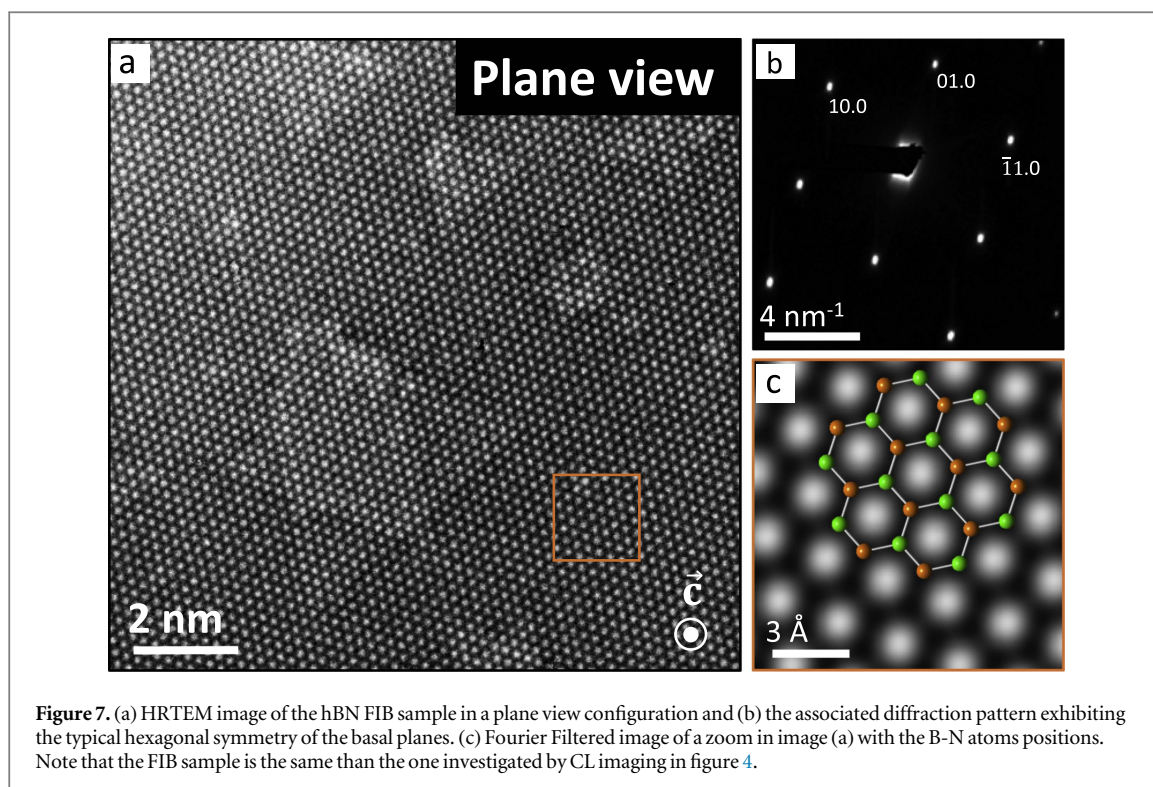 a
Plane view
2 nm
c⃗
b
10.0
01.0
1̅1.0
4 nm⁻¹
c
3 Å
Figure 7. (a) HRTEM image of the hBN FIB sample in a plane view configuration and (b) the associated diffraction pattern exhibiting
the typical hexagonal symmetry of the basal planes. (c) Fourier Filtered image of a zoom in image (a) with the B-N atoms positions.
Note that the FIB sample is the same than the one investigated by CL imaging in figure 4.